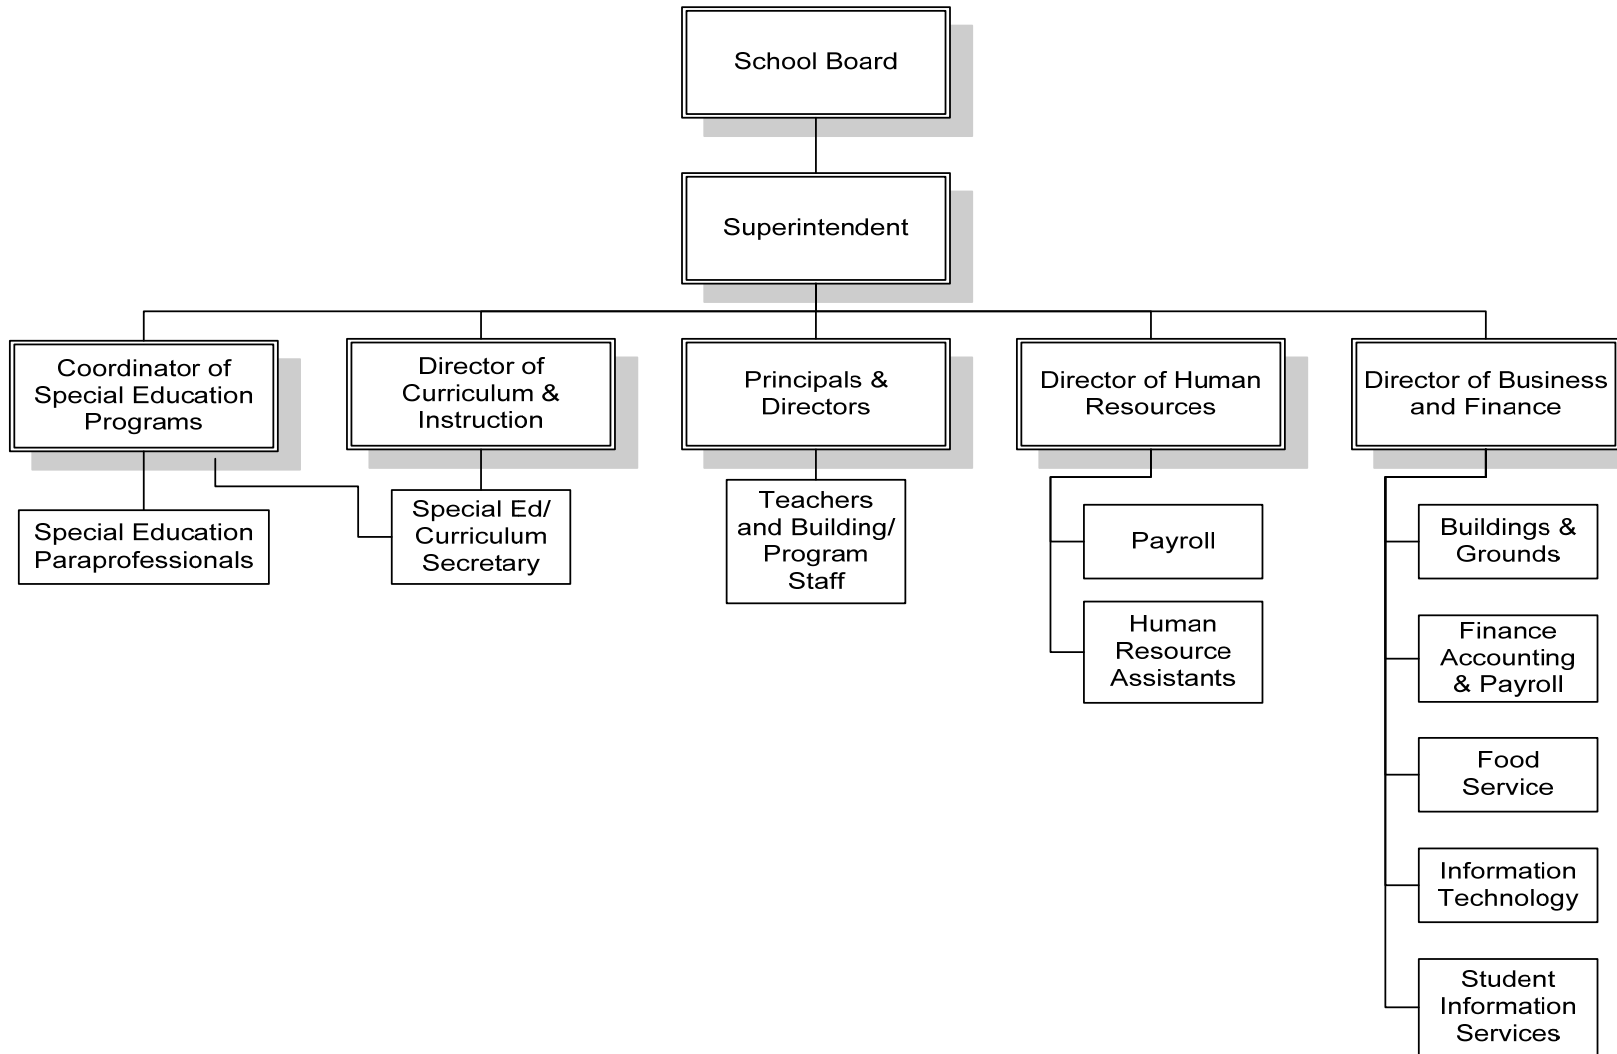 School Board
Superintendent
Coordinator of
Special Education
Programs
Director of
Curriculum &
Instruction
Principals &
Directors
Director of Human
Resources
Director of Business
and Finance
Special Education
Paraprofessionals
Special Ed/
Curriculum
Secretary
Teachers
and Building/
Program
Staff
Payroll
Human
Resource
Assistants
Buildings &
Grounds
Finance
Accounting
& Payroll
Food
Service
Information
Technology
Student
Information
Services